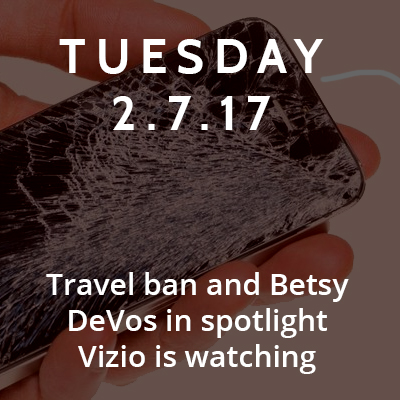 TUESDAY
2.7.17
Travel ban and Betsy
DeVos in spotlight
Vizio is watching